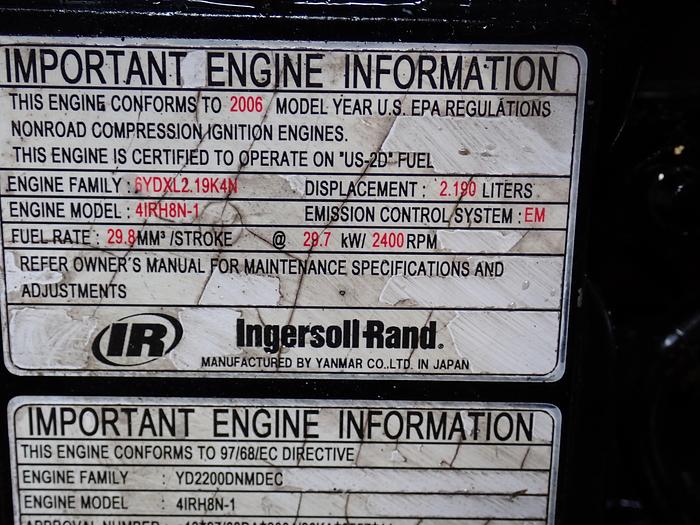 IMPORTANT ENGINE INFORMATION
THIS ENGINE CONFORMS TO 2006 MODEL YEAR U.S. EPA REGULATIONS
NONROAD COMPRESSION IGNITION ENGINES.
THIS ENGINE IS CERTIFIED TO OPERATE ON "US-2D" FUEL
ENGINE FAMILY : 6YDXL2.19K4N DISPLACEMENT : 2.190 LITERS
ENGINE MODEL : 4IRH8N-1 EMISSION CONTROL SYSTEM : EM
FUEL RATE : 29.8MM³ /STROKE @ 29.7 kW/ 2400 RPM
REFER OWNER'S MANUAL FOR MAINTENANCE SPECIFICATIONS AND
ADJUSTMENTS
IR Ingersoll-Rand.
MANUFACTURED BY YANMAR CO.,LTD. IN JAPAN
IMPORTANT ENGINE INFORMATION
THIS ENGINE CONFORMS TO 97/68/EC DIRECTIVE
ENGINE FAMILY : YD2200DNMDEC
ENGINE MODEL : 4IRH8N-1
APPROVAL NUMBER :